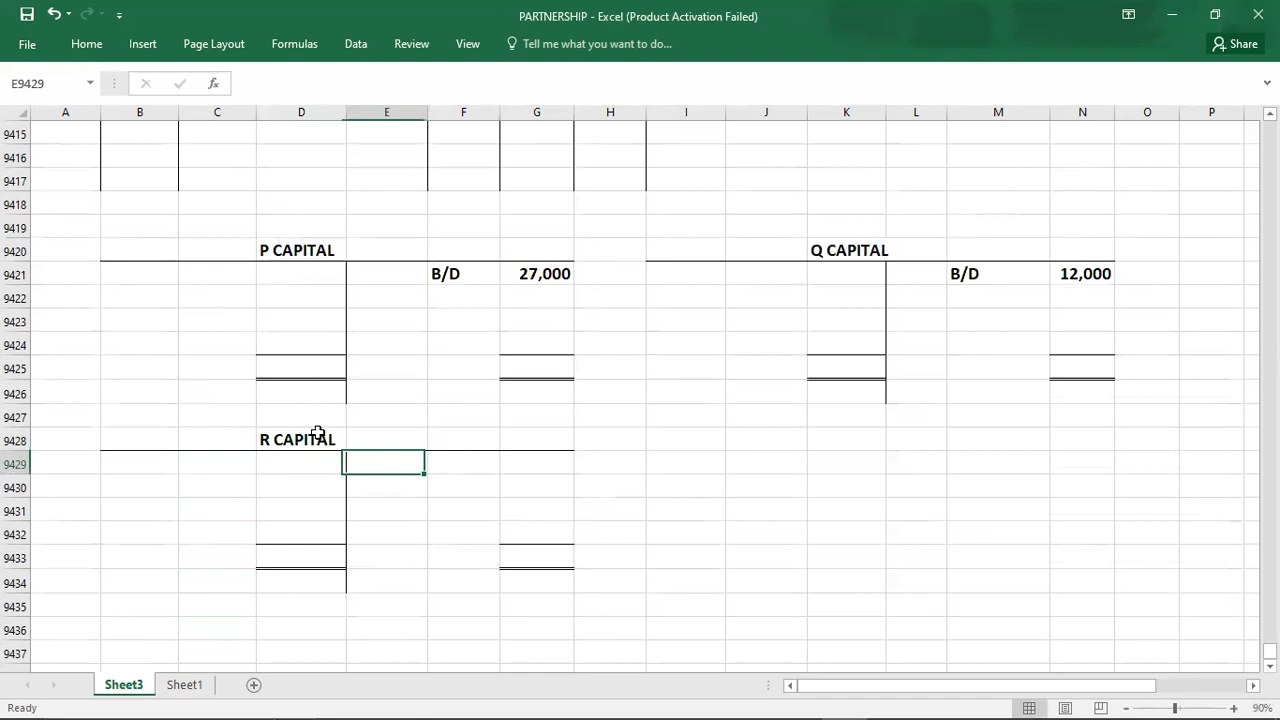 PARTNERSHIP - Excel (Product Activation Failed)
File Home Insert Page Layout Formulas Data Review View Tell me what you want to do... Share
E9429 fx
A B C D E F G H I J K L M N O P
9415
9416
9417
9418
9419
9420 P CAPITAL Q CAPITAL
9421 B/D 27,000 B/D 12,000
9422
9423
9424
9425
9426
9427
9428 R CAPITAL
9429
9430
9431
9432
9433
9434
9435
9436
9437
Sheet3 Sheet1
Ready 90%